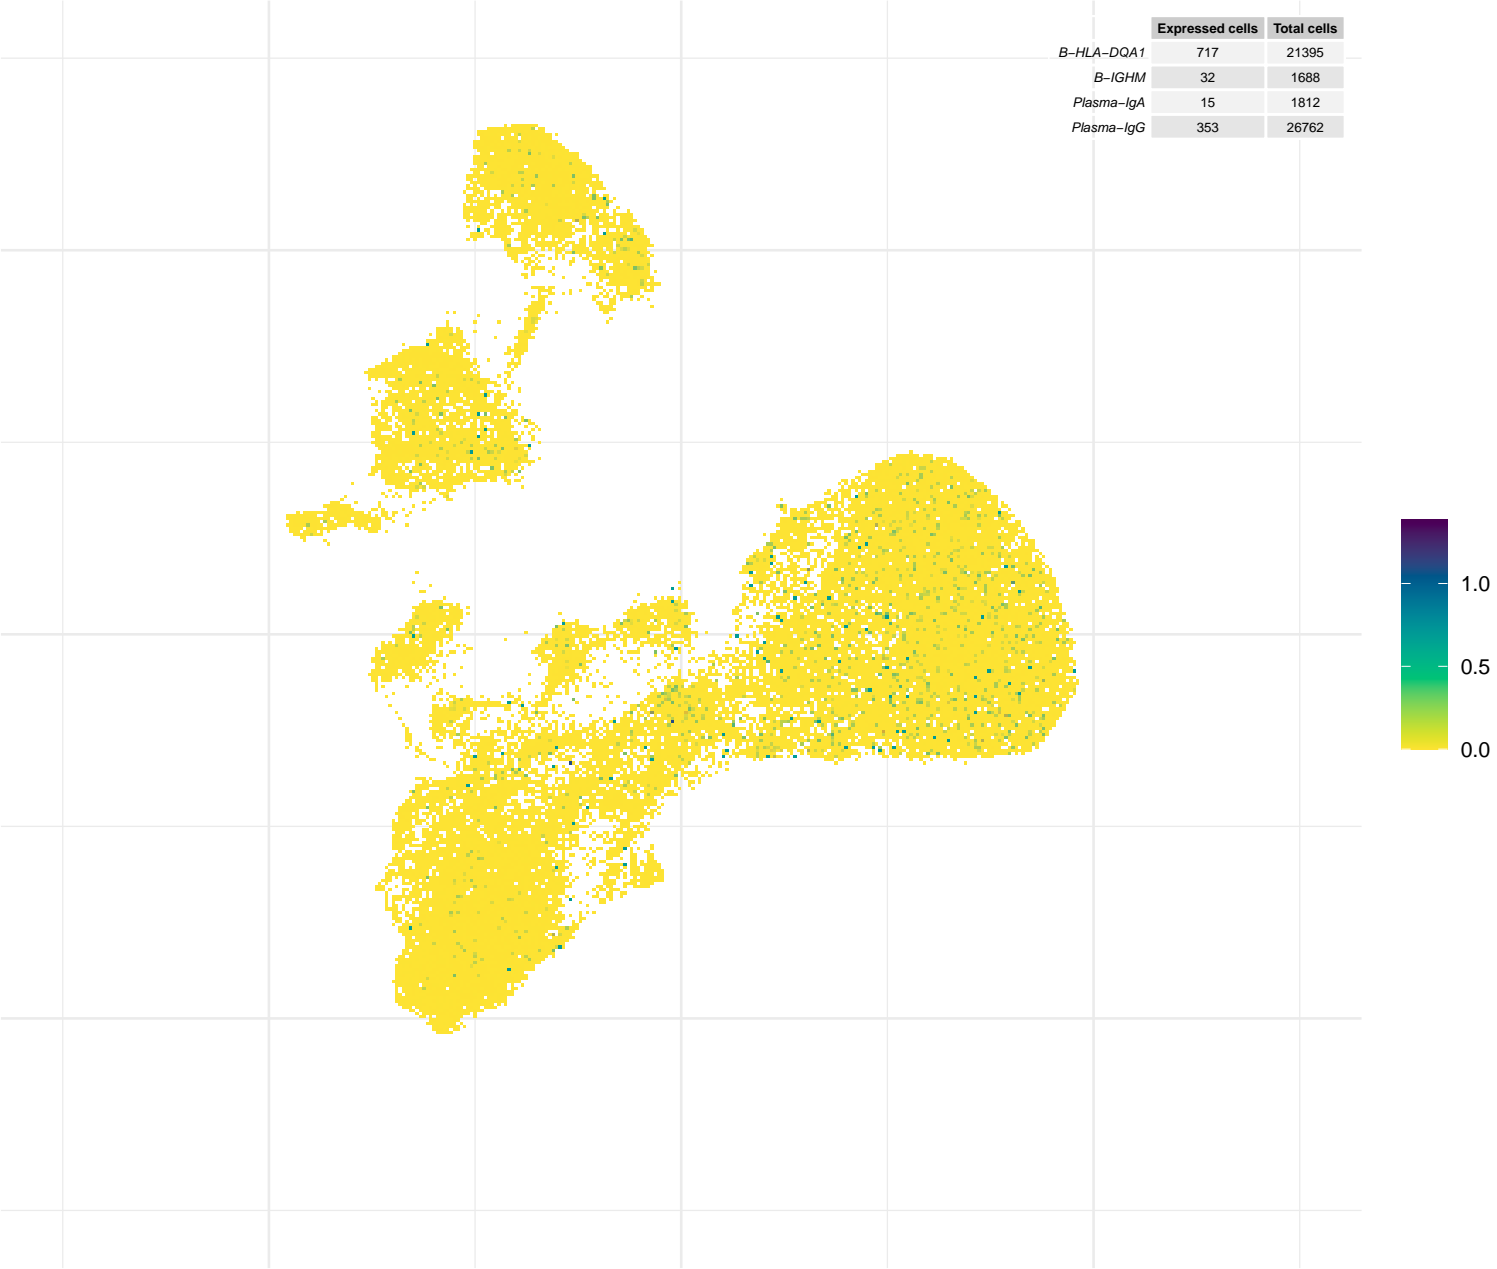 Expressed cells Total cells
B−HLA−DQA1 717 21395
B−IGHM 32 1688
Plasma−IgA 15 1812
Plasma−IgG 353 26762
1.0
0.5
0.0